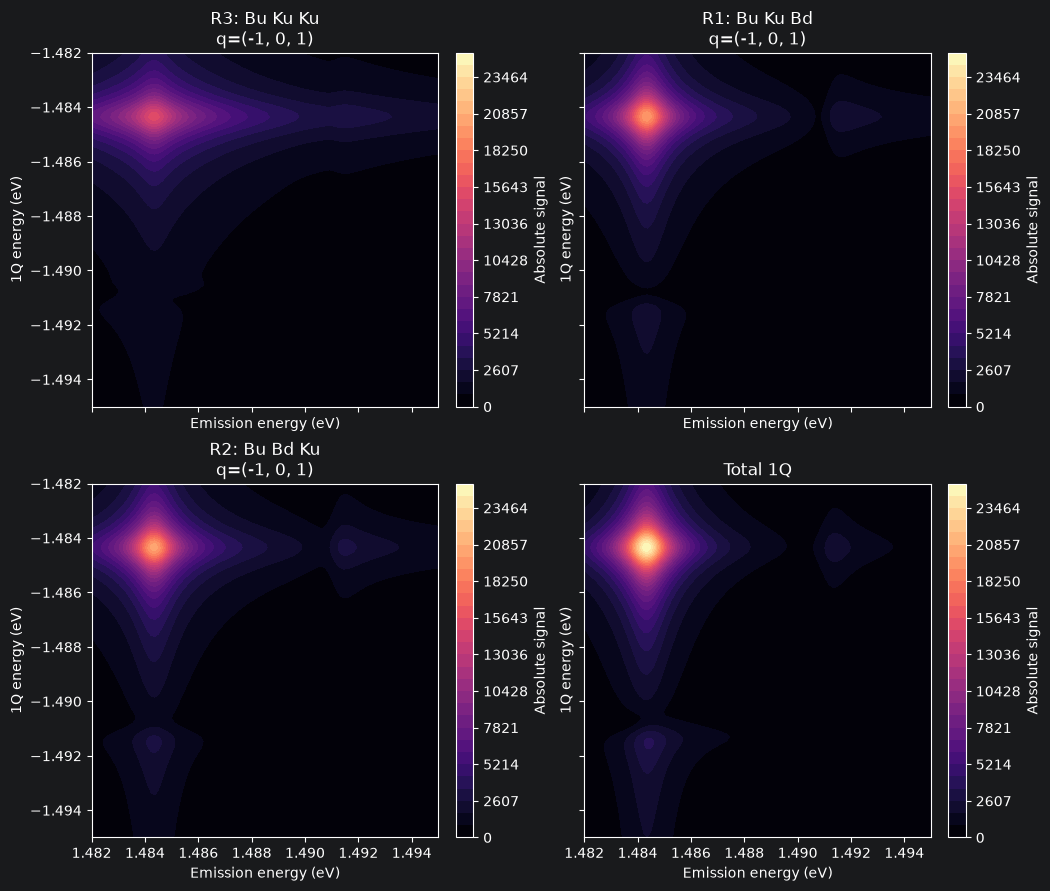 R3: Bu Ku Ku
q=(-1, 0, 1)
−1.482
−1.484
−1.486
−1.488
−1.490
−1.492
−1.494
1Q energy (eV)
Emission energy (eV)
23464
20857
18250
15643
13036
10428
7821
5214
2607
0
Absolute signal
R1: Bu Ku Bd
q=(-1, 0, 1)
1Q energy (eV)
Emission energy (eV)
23464
20857
18250
15643
13036
10428
7821
5214
2607
0
Absolute signal
R2: Bu Bd Ku
q=(-1, 0, 1)
−1.482
−1.484
−1.486
−1.488
−1.490
−1.492
−1.494
1Q energy (eV)
1.482 1.484 1.486 1.488 1.490 1.492 1.494
Emission energy (eV)
23464
20857
18250
15643
13036
10428
7821
5214
2607
0
Absolute signal
Total 1Q
1Q energy (eV)
1.482 1.484 1.486 1.488 1.490 1.492 1.494
Emission energy (eV)
23464
20857
18250
15643
13036
10428
7821
5214
2607
0
Absolute signal